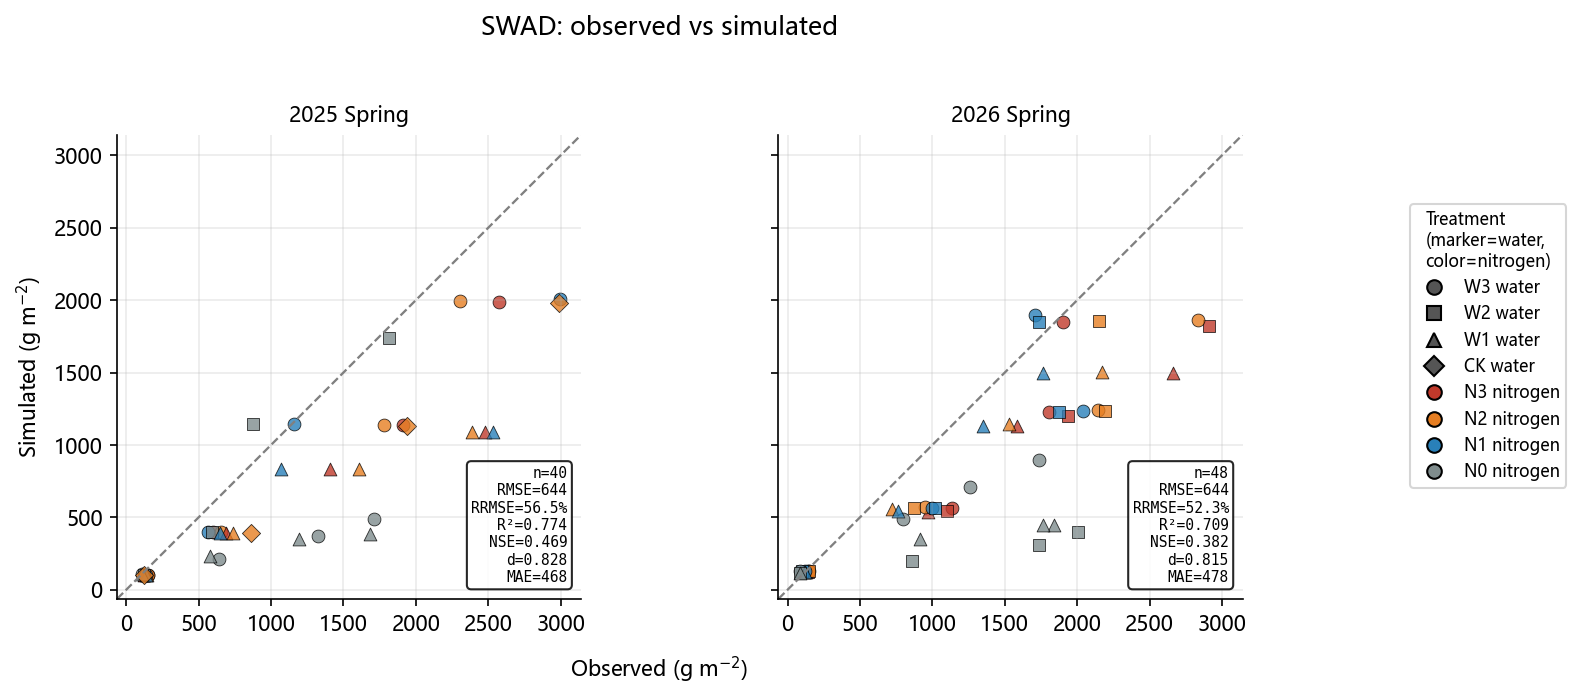 SWAD: observed vs simulated
2025 Spring
2026 Spring
Simulated (g m⁻²)
3000
2500
2000
1500
1000
500
0
0 500 1000 1500 2000 2500 3000
n=40
RMSE=644
RRMSE=56.5%
R²=0.774
NSE=0.469
d=0.828
MAE=468
0 500 1000 1500 2000 2500 3000
n=48
RMSE=644
RRMSE=52.3%
R²=0.709
NSE=0.382
d=0.815
MAE=478
Observed (g m⁻²)
Treatment
(marker=water,
color=nitrogen)
W3 water
W2 water
W1 water
CK water
N3 nitrogen
N2 nitrogen
N1 nitrogen
N0 nitrogen